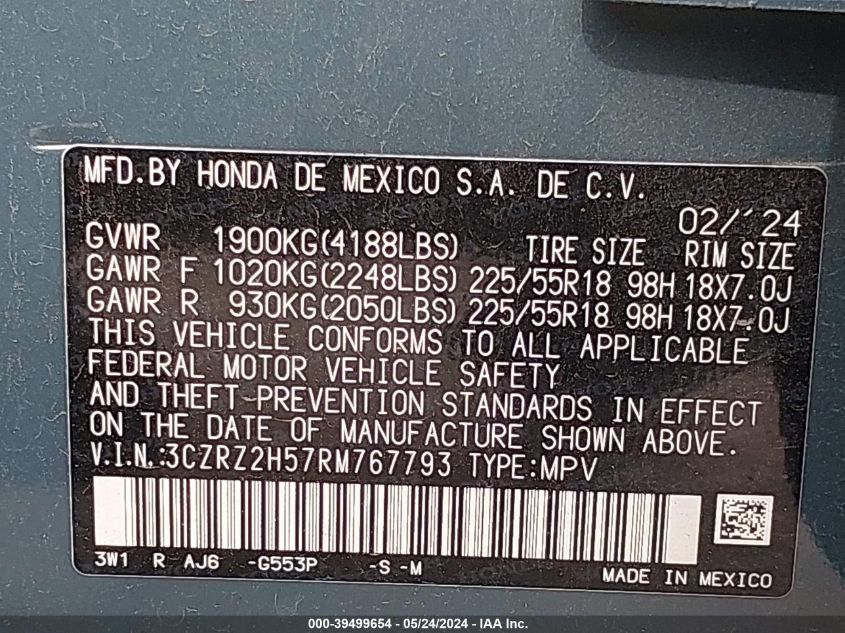 MFD.BY HONDA DE MEXICO S.A. DE C.V.
02/'24
GVWR 1900KG(4188LBS) TIRE SIZE RIM SIZE
GAWR F 1020KG(2248LBS) 225/55R18 98H 18X7.0J
GAWR R 930KG(2050LBS) 225/55R18 98H 18X7.0J
THIS VEHICLE CONFORMS TO ALL APPLICABLE
FEDERAL MOTOR VEHICLE SAFETY
AND THEFT-PREVENTION STANDARDS IN EFFECT
ON THE DATE OF MANUFACTURE SHOWN ABOVE.
V.I.N.:3CZRZ2H57RM767793 TYPE:MPV
3W1 R AJ6 -G553P -S -M
MADE IN MEXICO
000-39499654 - 05/24/2024 - IAA Inc.